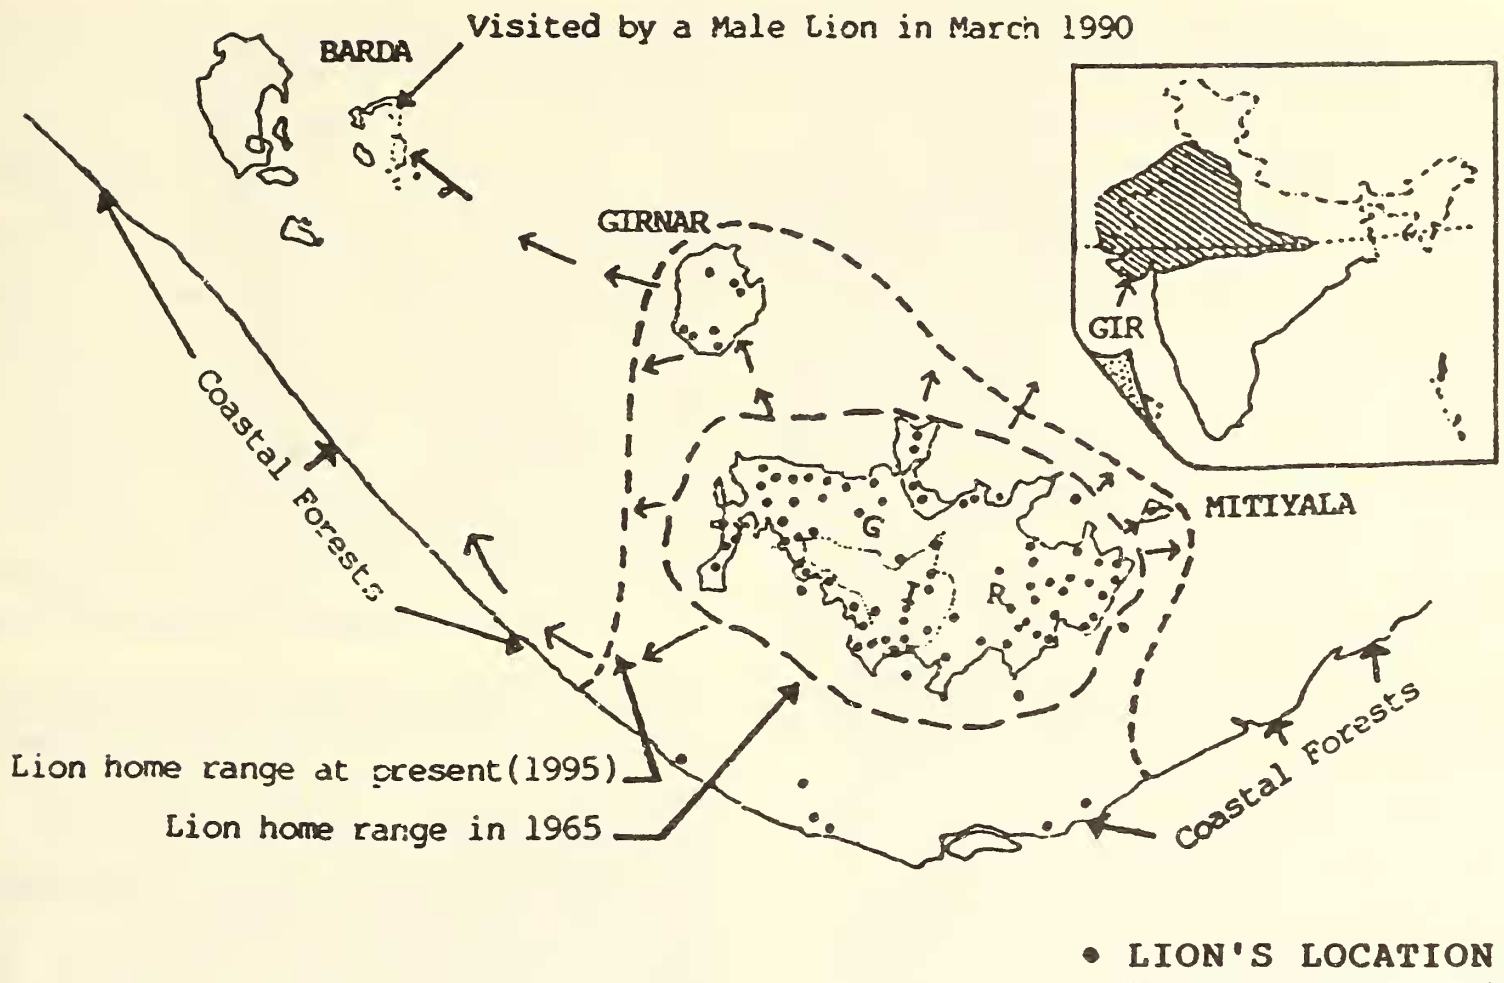 Visited by a Male Lion in March 1990
BARDA
GIRNAR
GIR
Coastal Forests
MITIYALA
G
I
R
Lion home range at present(1995)
Lion home range in 1965
Coastal Forests
• LION'S LOCATION